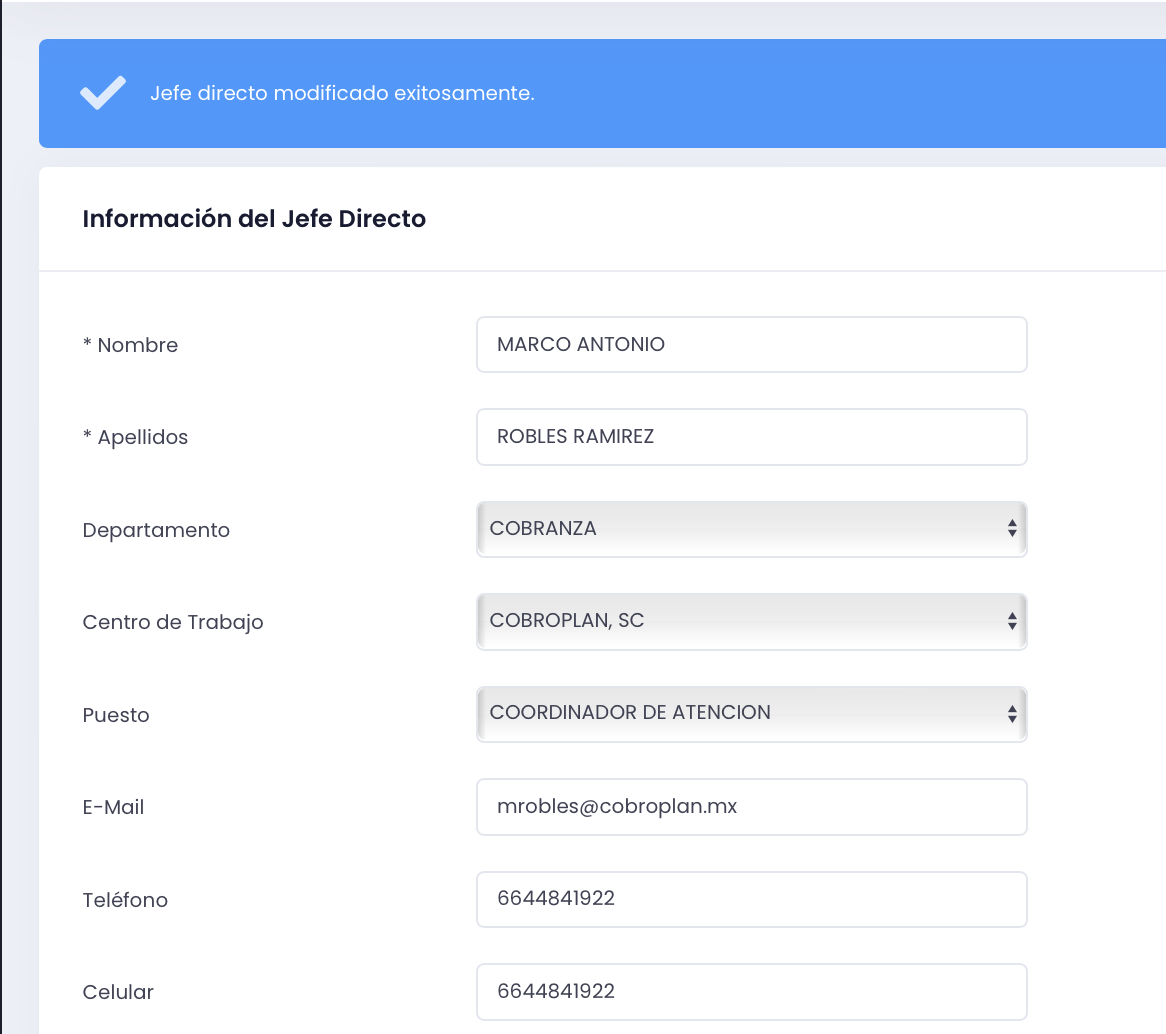 Jefe directo modificado exitosamente.
Información del Jefe Directo
* Nombre
MARCO ANTONIO
* Apellidos
ROBLES RAMIREZ
Departamento
COBRANZA
Centro de Trabajo
COBROPLAN, SC
Puesto
COORDINADOR DE ATENCION
E-Mail
mrobles@cobroplan.mx
Teléfono
6644841922
Celular
6644841922